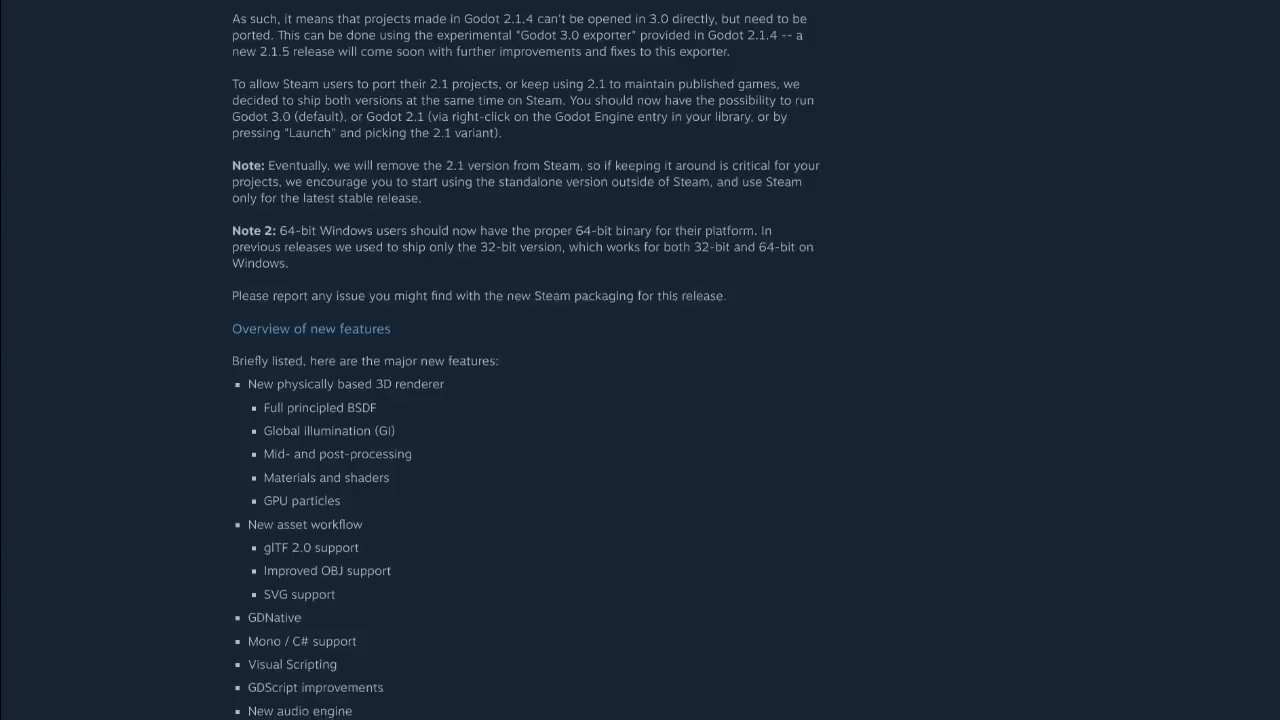 As such, it means that projects made in Godot 2.1.4 can't be opened in 3.0 directly, but need to be
ported. This can be done using the experimental "Godot 3.0 exporter" provided in Godot 2.1.4 -- a
new 2.1.5 release will come soon with further improvements and fixes to this exporter.
To allow Steam users to port their 2.1 projects, or keep using 2.1 to maintain published games, we
decided to ship both versions at the same time on Steam. You should now have the possibility to run
Godot 3.0 (default), or Godot 2.1 (via right-click on the Godot Engine entry in your library, or by
pressing "Launch" and picking the 2.1 variant).
Note: Eventually, we will remove the 2.1 version from Steam, so if keeping it around is critical for your
projects, we encourage you to start using the standalone version outside of Steam, and use Steam
only for the latest stable release.
Note 2: 64-bit Windows users should now have the proper 64-bit binary for their platform. In
previous releases we used to ship only the 32-bit version, which works for both 32-bit and 64-bit on
Windows.
Please report any issue you might find with the new Steam packaging for this release.
Overview of new features
Briefly listed, here are the major new features:
▪ New physically based 3D renderer
▪ Full principled BSDF
▪ Global illumination (GI)
▪ Mid- and post-processing
▪ Materials and shaders
▪ GPU particles
▪ New asset workflow
▪ glTF 2.0 support
▪ Improved OBJ support
▪ SVG support
▪ GDNative
▪ Mono / C# support
▪ Visual Scripting
▪ GDScript improvements
▪ New audio engine